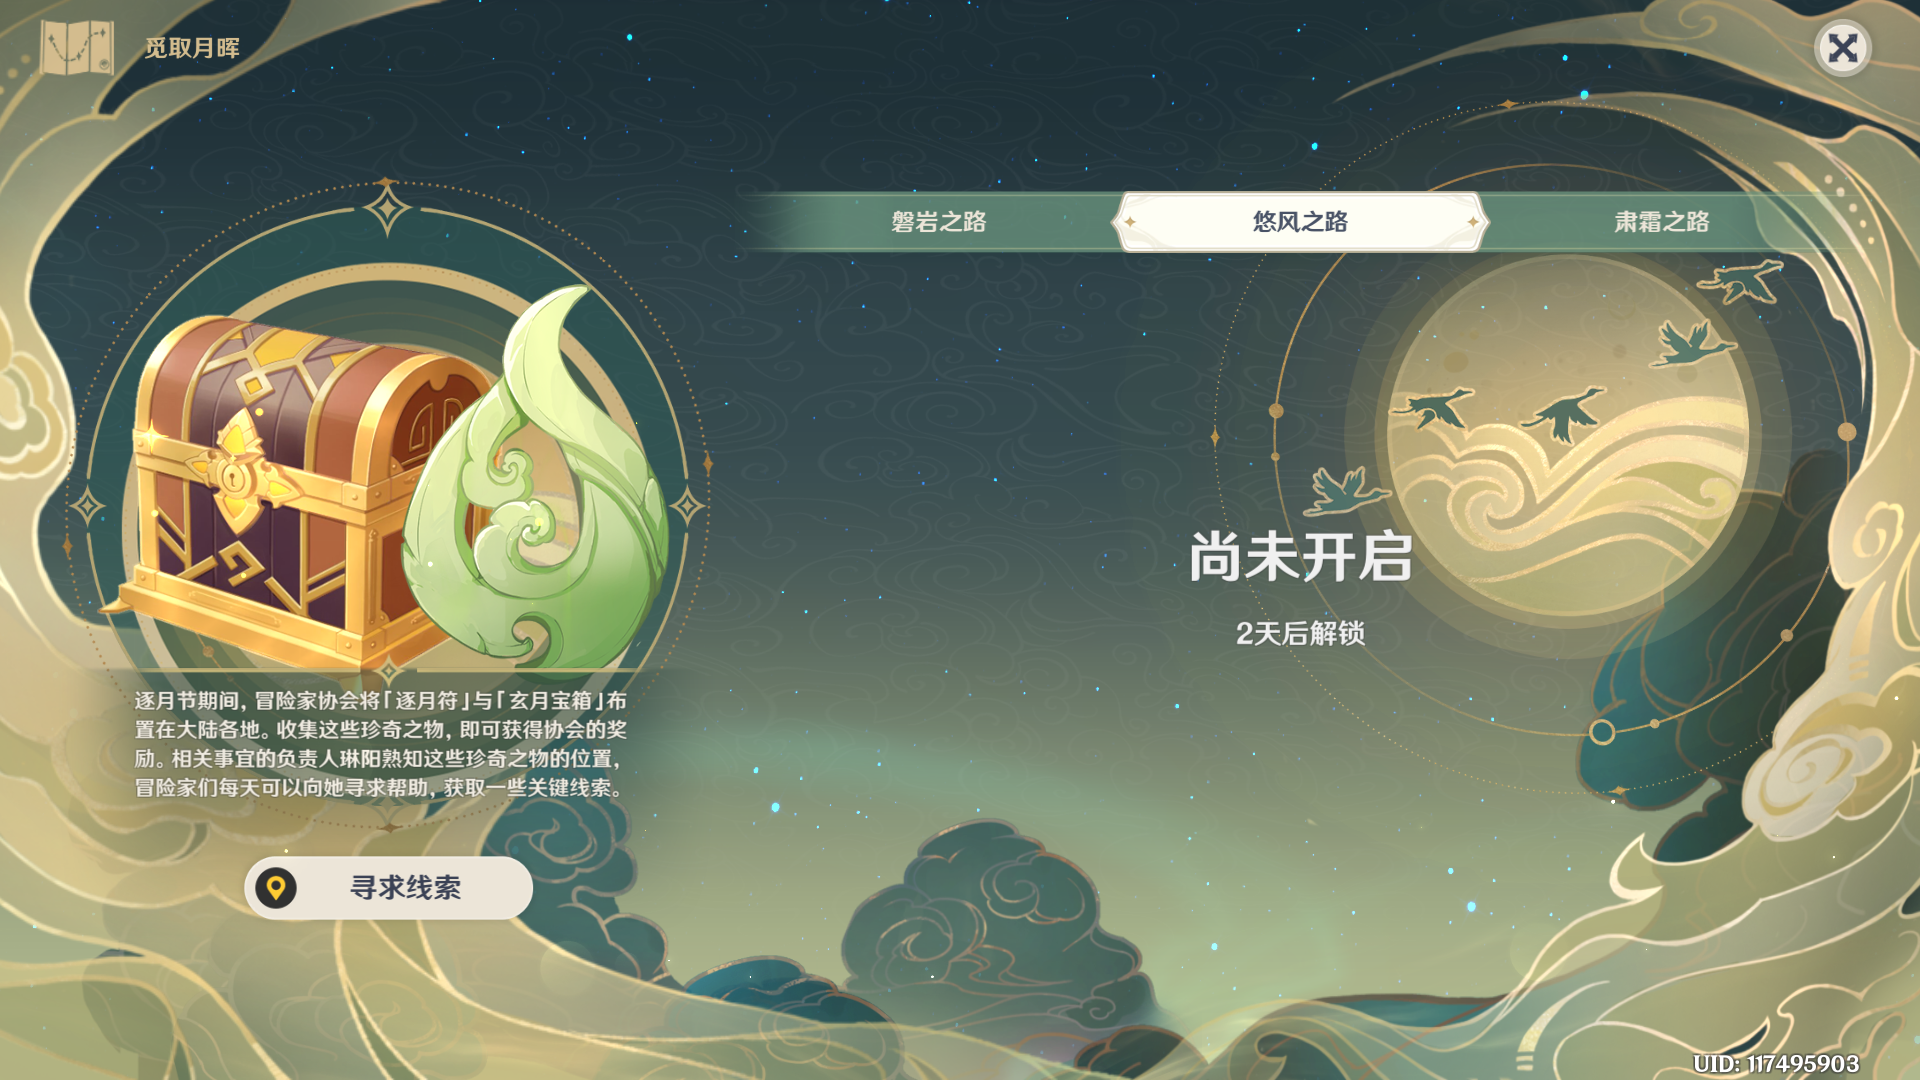 觅取月晖
磐岩之路
悠风之路
肃霜之路
尚未开启
2天后解锁
逐月节期间，冒险家协会将「逐月符」与「玄月宝箱」布
置在大陆各地。收集这些珍奇之物，即可获得协会的奖
励。相关事宜的负责人琳阳熟知这些珍奇之物的位置，
冒险家们每天可以向她寻求帮助，获取一些关键线索。
寻求线索
UID: 117495903